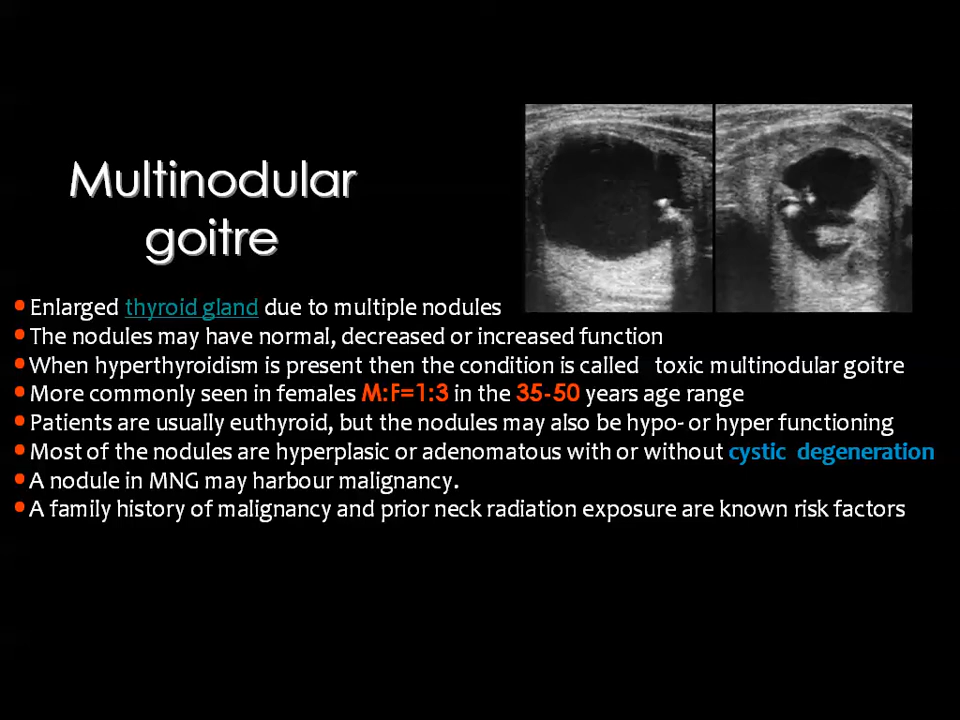 Multinodular
goitre
• Enlarged thyroid gland due to multiple nodules
• The nodules may have normal, decreased or increased function
• When hyperthyroidism is present then the condition is called toxic multinodular goitre
• More commonly seen in females M:F=1:3 in the 35-50 years age range
• Patients are usually euthyroid, but the nodules may also be hypo- or hyper functioning
• Most of the nodules are hyperplasic or adenomatous with or without cystic degeneration
• A nodule in MNG may harbour malignancy.
• A family history of malignancy and prior neck radiation exposure are known risk factors